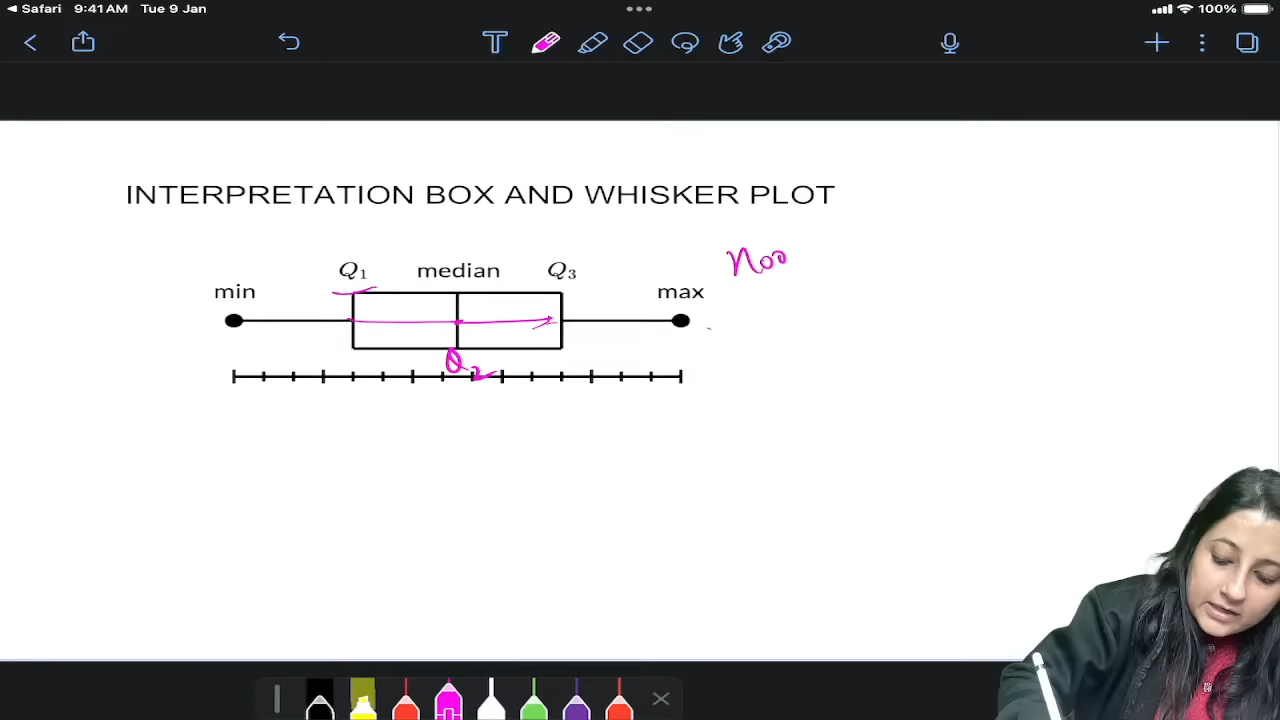 Safari 9:41 AM Tue 9 Jan 100%
INTERPRETATION BOX AND WHISKER PLOT
Q1 median Q3
min max
Q2